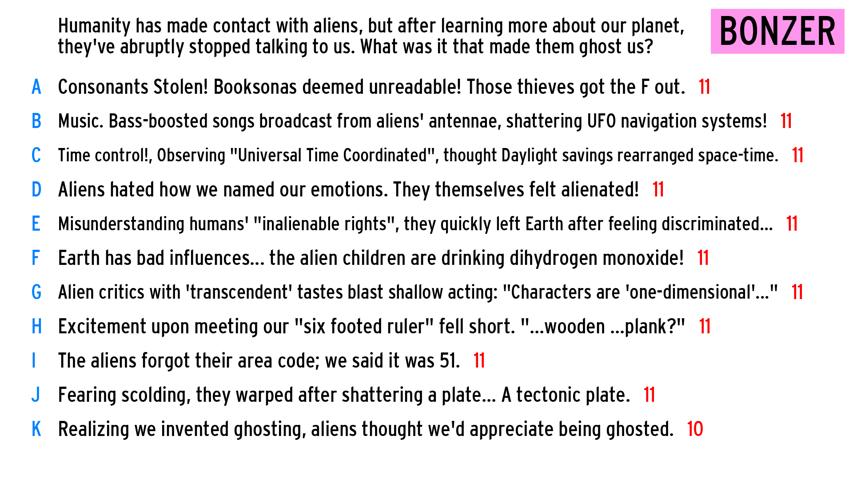 Humanity has made contact with aliens, but after learning more about our planet,
they've abruptly stopped talking to us. What was it that made them ghost us?
BONZER
A Consonants Stolen! Booksonas deemed unreadable! Those thieves got the F out. 11
B Music. Bass-boosted songs broadcast from aliens' antennae, shattering UFO navigation systems! 11
C Time control!, Observing "Universal Time Coordinated", thought Daylight savings rearranged space-time. 11
D Aliens hated how we named our emotions. They themselves felt alienated! 11
E Misunderstanding humans' "inalienable rights", they quickly left Earth after feeling discriminated... 11
F Earth has bad influences... the alien children are drinking dihydrogen monoxide! 11
G Alien critics with 'transcendent' tastes blast shallow acting: "Characters are 'one-dimensional'..." 11
H Excitement upon meeting our "six footed ruler" fell short. "...wooden ...plank?" 11
I The aliens forgot their area code; we said it was 51. 11
J Fearing scolding, they warped after shattering a plate... A tectonic plate. 11
K Realizing we invented ghosting, aliens thought we'd appreciate being ghosted. 10